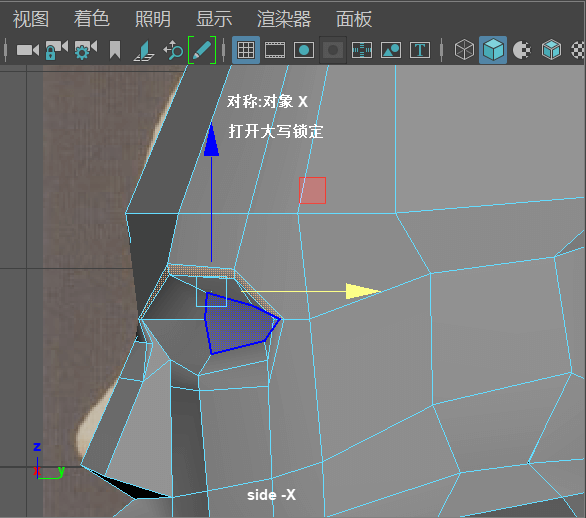 视图 着色 照明 显示 渲染器 面板
T
对称:对象 X
打开大写锁定
z
x y
side -X